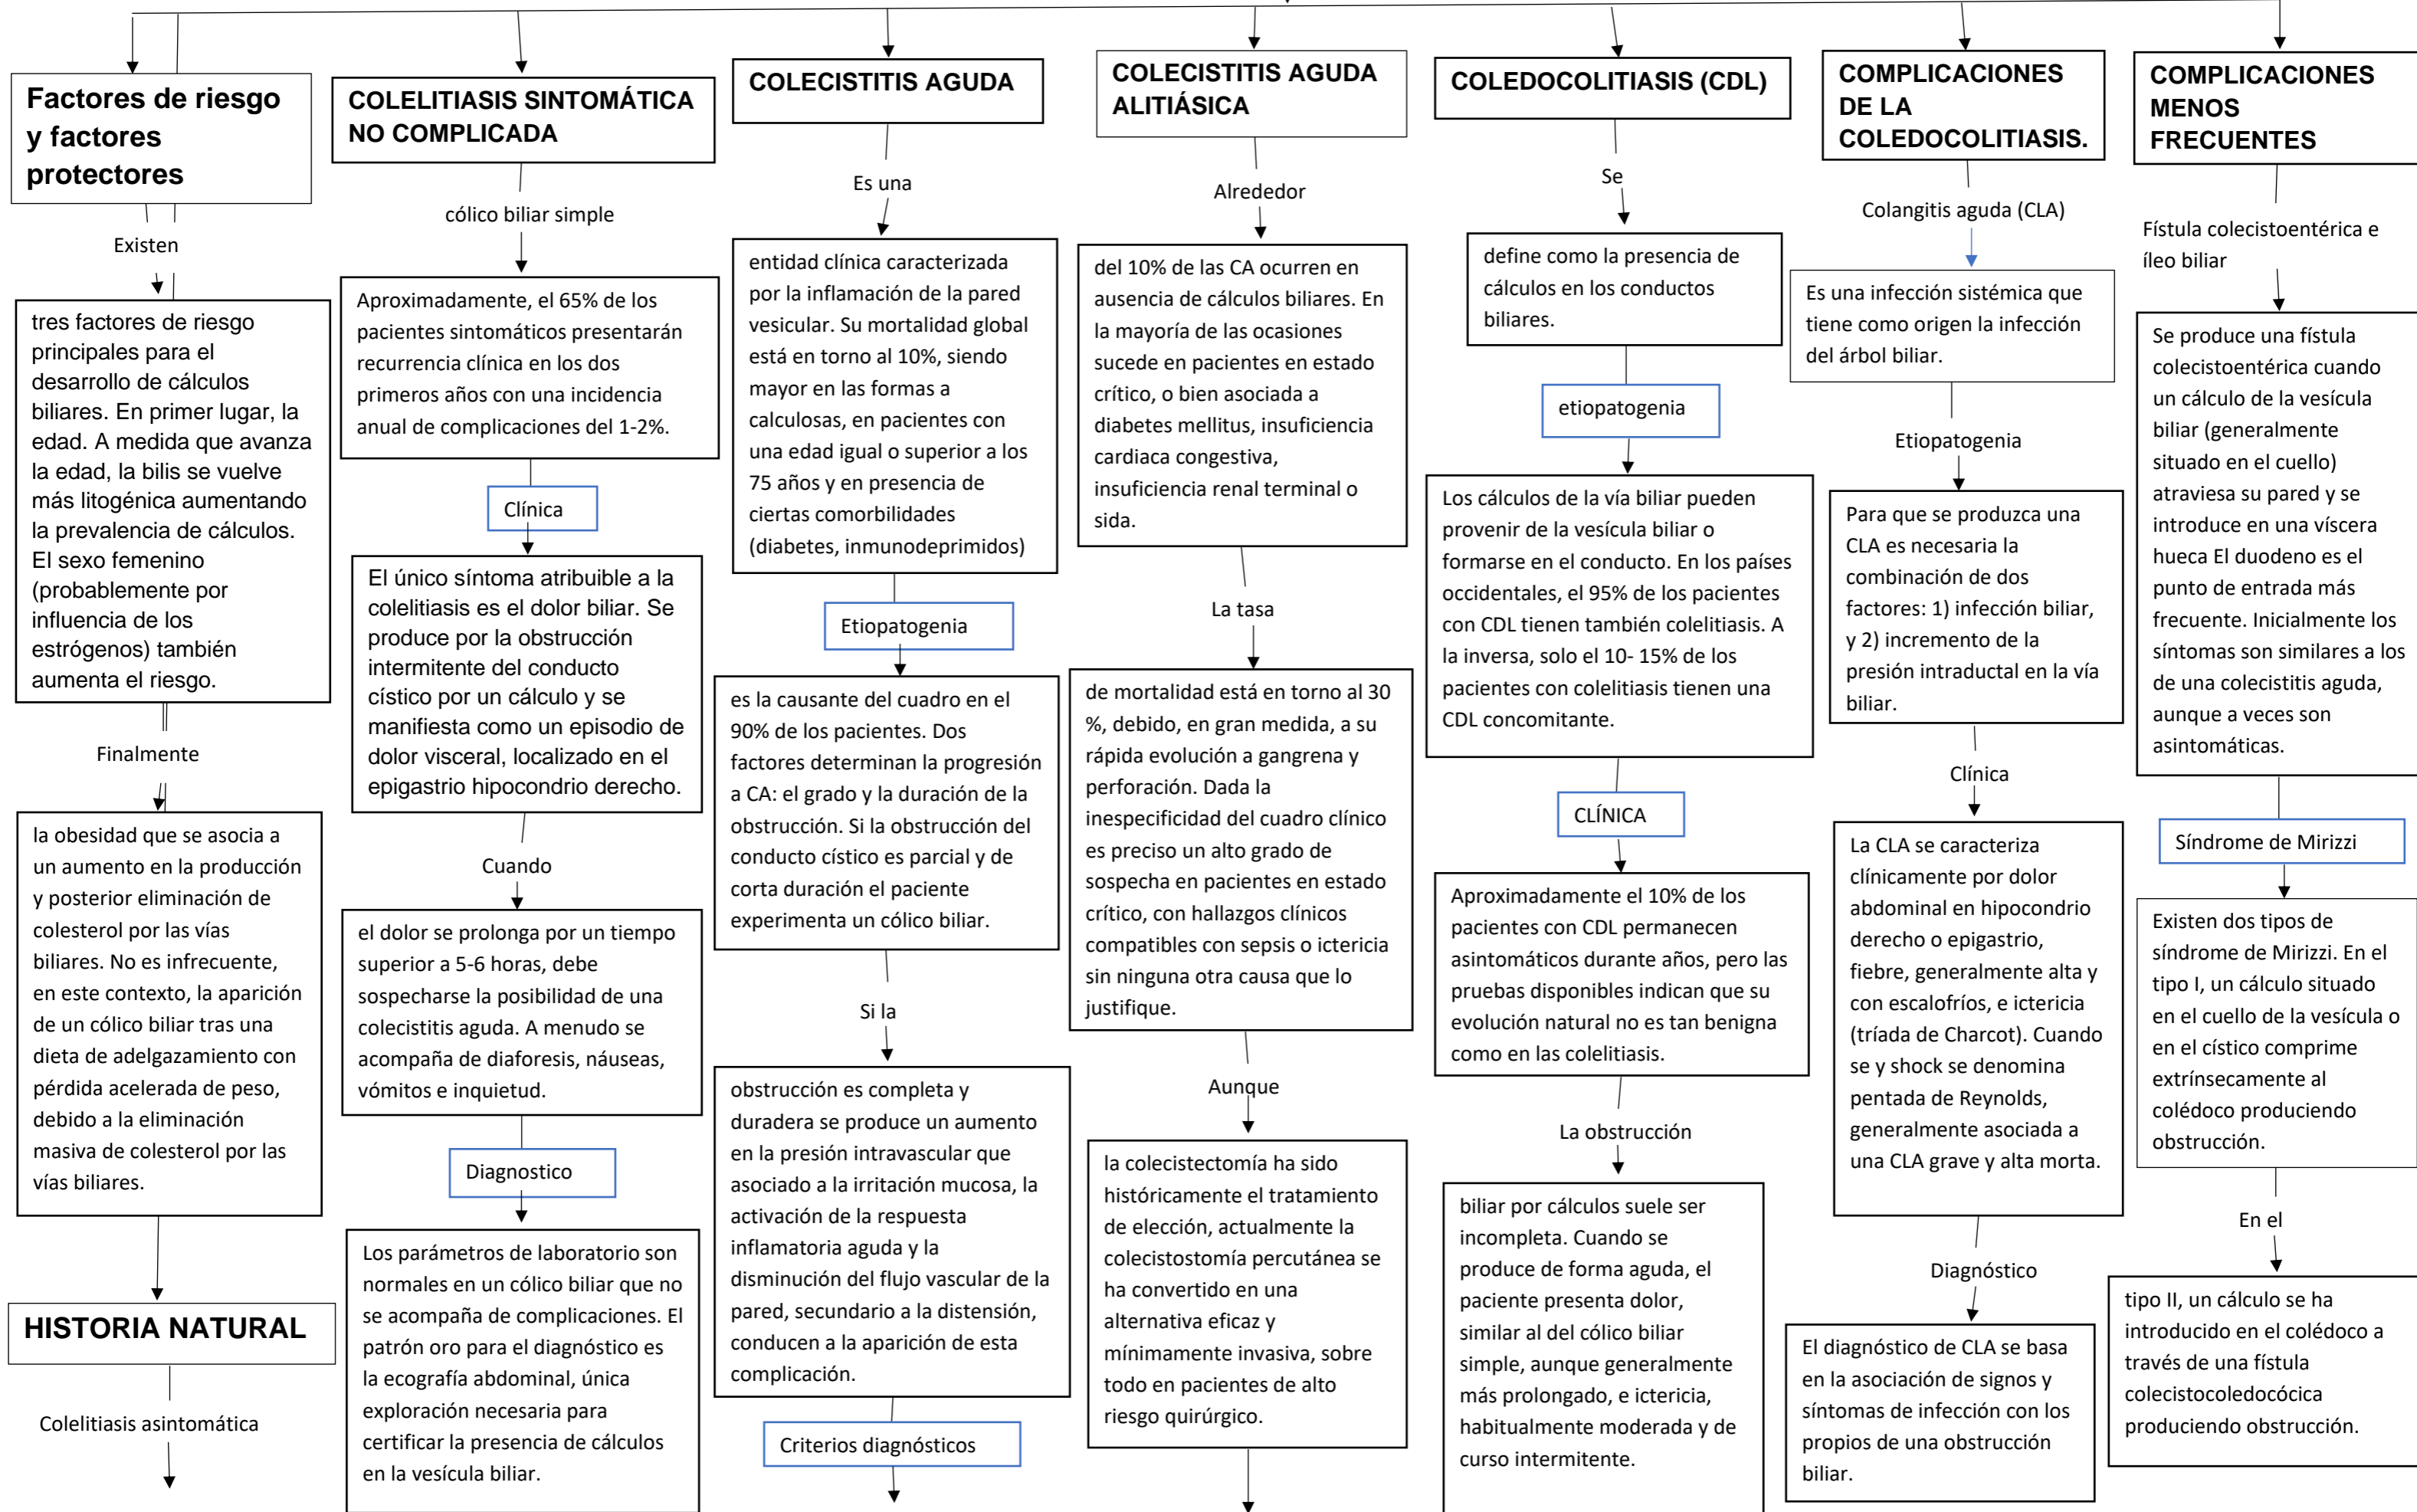 Factores de riesgo
y factores
protectores
Existen
tres factores de riesgo
principales para el
desarrollo de cálculos
biliares. En primer lugar, la
edad. A medida que avanza
la edad, la bilis se vuelve
más litogénica aumentando
la prevalencia de cálculos.
El sexo femenino
(probablemente por
influencia de los
estrógenos) también
aumenta el riesgo.
Finalmente
la obesidad que se asocia a
un aumento en la producción
y posterior eliminación de
colesterol por las vías
biliares. No es infrecuente,
en este contexto, la aparición
de un cólico biliar tras una
dieta de adelgazamiento con
pérdida acelerada de peso,
debido a la eliminación
masiva de colesterol por las
vías biliares.
HISTORIA NATURAL
Colelitiasis asintomática
COLELITIASIS SINTOMÁTICA
NO COMPLICADA
cólico biliar simple
Aproximadamente, el 65% de los
pacientes sintomáticos presentarán
recurrencia clínica en los dos
primeros años con una incidencia
anual de complicaciones del 1-2%.
Clínica
El único síntoma atribuible a la
colelitiasis es el dolor biliar. Se
produce por la obstrucción
intermitente del conducto
cístico por un cálculo y se
manifiesta como un episodio de
dolor visceral, localizado en el
epigastrio hipocondrio derecho.
Cuando
el dolor se prolonga por un tiempo
superior a 5-6 horas, debe
sospecharse la posibilidad de una
colecistitis aguda. A menudo se
acompaña de diaforesis, náuseas,
vómitos e inquietud.
Diagnostico
Los parámetros de laboratorio son
normales en un cólico biliar que no
se acompaña de complicaciones. El
patrón oro para el diagnóstico es
la ecografía abdominal, única
exploración necesaria para
certificar la presencia de cálculos
en la vesícula biliar.
COLECISTITIS AGUDA
Es una
entidad clínica caracterizada
por la inflamación de la pared
vesicular. Su mortalidad global
está en torno al 10%, siendo
mayor en las formas a
calculosas, en pacientes con
una edad igual o superior a los
75 años y en presencia de
ciertas comorbilidades
(diabetes, inmunodeprimidos)
Etiopatogenia
es la causante del cuadro en el
90% de los pacientes. Dos
factores determinan la progresión
a CA: el grado y la duración de la
obstrucción. Si la obstrucción del
conducto cístico es parcial y de
corta duración el paciente
experimenta un cólico biliar.
Si la
obstrucción es completa y
duradera se produce un aumento
en la presión intravascular que
asociado a la irritación mucosa, la
activación de la respuesta
inflamatoria aguda y la
disminución del flujo vascular de la
pared, secundario a la distensión,
conducen a la aparición de esta
complicación.
Criterios diagnósticos
COLECISTITIS AGUDA
ALITIÁSICA
Alrededor
del 10% de las CA ocurren en
ausencia de cálculos biliares. En
la mayoría de las ocasiones
sucede en pacientes en estado
crítico, o bien asociada a
diabetes mellitus, insuficiencia
cardiaca congestiva,
insuficiencia renal terminal o
sida.
La tasa
de mortalidad está en torno al 30
%, debido, en gran medida, a su
rápida evolución a gangrena y
perforación. Dada la
inespecificidad del cuadro clínico
es preciso un alto grado de
sospecha en pacientes en estado
crítico, con hallazgos clínicos
compatibles con sepsis o ictericia
sin ninguna otra causa que lo
justifique.
Aunque
la colecistectomía ha sido
históricamente el tratamiento
de elección, actualmente la
colecistostomía percutánea se
ha convertido en una
alternativa eficaz y
mínimamente invasiva, sobre
todo en pacientes de alto
riesgo quirúrgico.
COLEDOCOLITIASIS (CDL)
Se
define como la presencia de
cálculos en los conductos
biliares.
etiopatogenia
Los cálculos de la vía biliar pueden
provenir de la vesícula biliar o
formarse en el conducto. En los países
occidentales, el 95% de los pacientes
con CDL tienen también colelitiasis. A
la inversa, solo el 10- 15% de los
pacientes con colelitiasis tienen una
CDL concomitante.
CLÍNICA
Aproximadamente el 10% de los
pacientes con CDL permanecen
asintomáticos durante años, pero las
pruebas disponibles indican que su
evolución natural no es tan benigna
como en las colelitiasis.
La obstrucción
biliar por cálculos suele ser
incompleta. Cuando se
produce de forma aguda, el
paciente presenta dolor,
similar al del cólico biliar
simple, aunque generalmente
más prolongado, e ictericia,
habitualmente moderada y de
curso intermitente.
COMPLICACIONES
DE LA
COLEDOCOLITIASIS.
Colangitis aguda (CLA)
Es una infección sistémica que
tiene como origen la infección
del árbol biliar.
Etiopatogenia
Para que se produzca una
CLA es necesaria la
combinación de dos
factores: 1) infección biliar,
y 2) incremento de la
presión intraductal en la vía
biliar.
Clínica
La CLA se caracteriza
clínicamente por dolor
abdominal en hipocondrio
derecho o epigastrio,
fiebre, generalmente alta y
con escalofríos, e ictericia
(tríada de Charcot). Cuando
se y shock se denomina
pentada de Reynolds,
generalmente asociada a
una CLA grave y alta morta.
Diagnóstico
El diagnóstico de CLA se basa
en la asociación de signos y
síntomas de infección con los
propios de una obstrucción
biliar.
COMPLICACIONES
MENOS
FRECUENTES
Fístula colecistoentérica e
íleo biliar
Se produce una fístula
colecistoentérica cuando
un cálculo de la vesícula
biliar (generalmente
situado en el cuello)
atraviesa su pared y se
introduce en una víscera
hueca El duodeno es el
punto de entrada más
frecuente. Inicialmente los
síntomas son similares a los
de una colecistitis aguda,
aunque a veces son
asintomáticas.
Síndrome de Mirizzi
Existen dos tipos de
síndrome de Mirizzi. En el
tipo I, un cálculo situado
en el cuello de la vesícula o
en el cístico comprime
extrínsecamente al
colédoco produciendo
obstrucción.
En el
tipo II, un cálculo se ha
introducido en el colédoco a
través de una fístula
colecistocoledocócica
produciendo obstrucción.